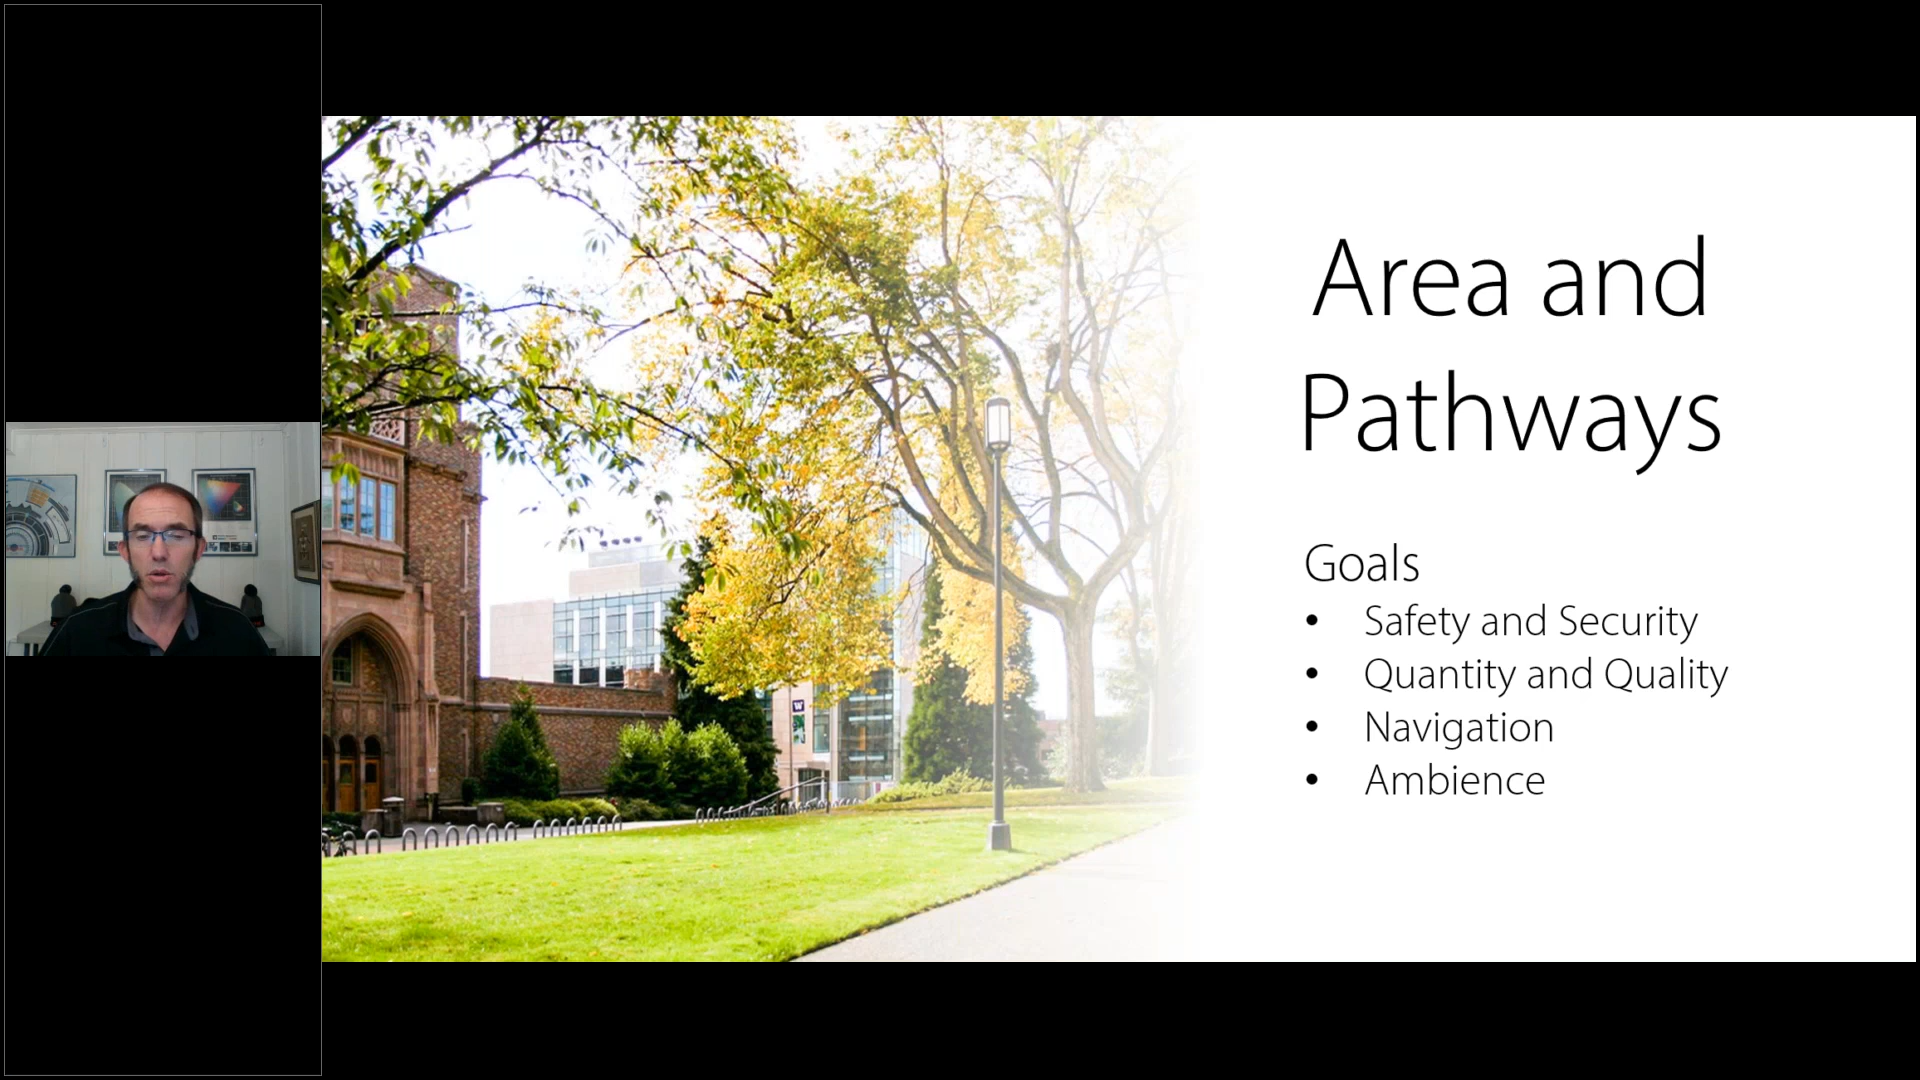 Area and
Pathways
Goals
• Safety and Security
• Quantity and Quality
• Navigation
• Ambience
W